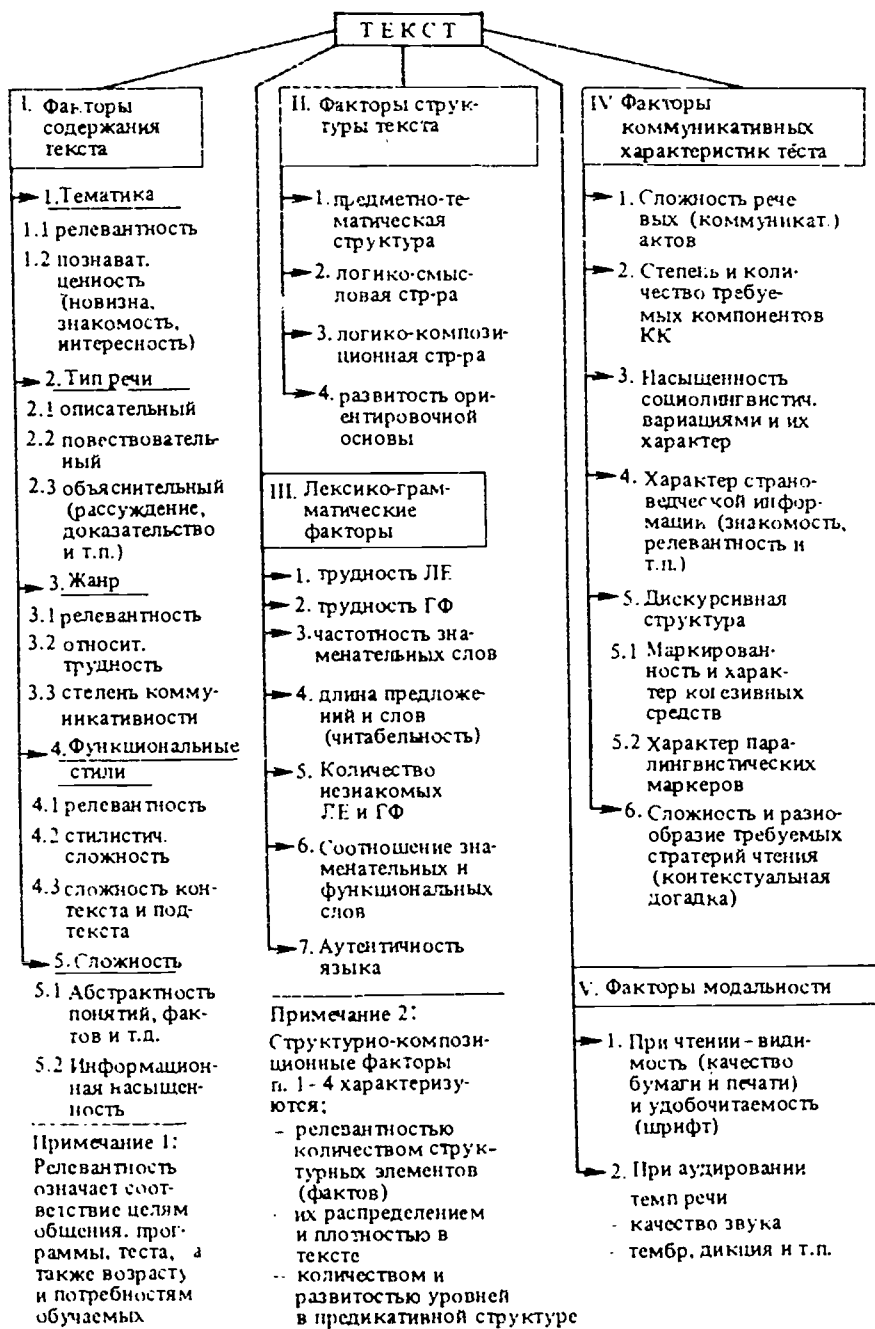 ТЕКСТ
I. Факторы
содержания
текста
1. Тематика
1.1 релевантность
1.2 познават.
ценность
(новизна,
знакомость,
интересность)
2. Тип речи
2.1 описательный
2.2 повествователь-
ный
2.3 объяснительный
(рассуждение,
доказательство
и т.п.)
3. Жанр
3.1 релевантность
3.2 относит.
трудность
3.3 степень комму-
никативности
4. Функциональные
стили
4.1 релевантность
4.2 стилистич.
сложность
4.3 сложность кон-
текста и под-
текста
5. Сложность
5.1 Абстрактность
понятий, фак-
тов и т.д.
5.2 Информацион-
ная насыщен-
ность
Примечание 1:
Релевантность
означает соот-
ветствие целям
общения, прог-
раммы, теста, а
также возрасту
и потребностям
обучаемых
II. Факторы струк-
туры текста
1. предметно-те-
матическая
структура
2. логико-смыс-
ловая стр-ра
3. логико-компози-
ционная стр-ра
4. развитость ори-
ентировочной
основы
III. Лексико-грам-
матические
факторы
1. трудность ЛЕ
2. трудность ГФ
3. частотность зна-
менательных слов
4. длина предложе-
ний и слов
(читабельность)
5. Количество
незнакомых
ЛЕ и ГФ
6. Соотношение зна-
менательных и
функциональных
слов
7. Аутентичность
языка
Примечание 2:
Структурно-компози-
ционные факторы
п. 1-4 характеризу-
ются:
- релевантностью
количеством струк-
турных элементов
(фактов)
- их распределением
и плотностью в
тексте
-- количеством и
развитостью уровней
в предикативной структуре
IV Факторы
коммуникативных
характеристик теста
1. Сложность рече
вых (коммуникат.)
актов
2. Степень и коли-
чество требуе-
мых компонентов
КК
3. Насыщенность
социолингвистич.
вариациями и их
характер
4. Характер страно-
ведческой инфор-
мации (знакомость,
релевантность и
т.п.)
5. Дискурсивная
структура
5.1 Маркирован-
ность и харак-
тер когезивных
средств
5.2 Характер пара-
лингвистических
маркеров
6. Сложность и разно-
образие требуемых
стратерий чтения
(контекстуальная
догадка)
V. Факторы модальности
1. При чтении - види-
мость (качество
бумаги и печати)
и удобочитаемость
(шрифт)
2. При аудировании
темп речи
- качество звука
- тембр, дикция и т.п.